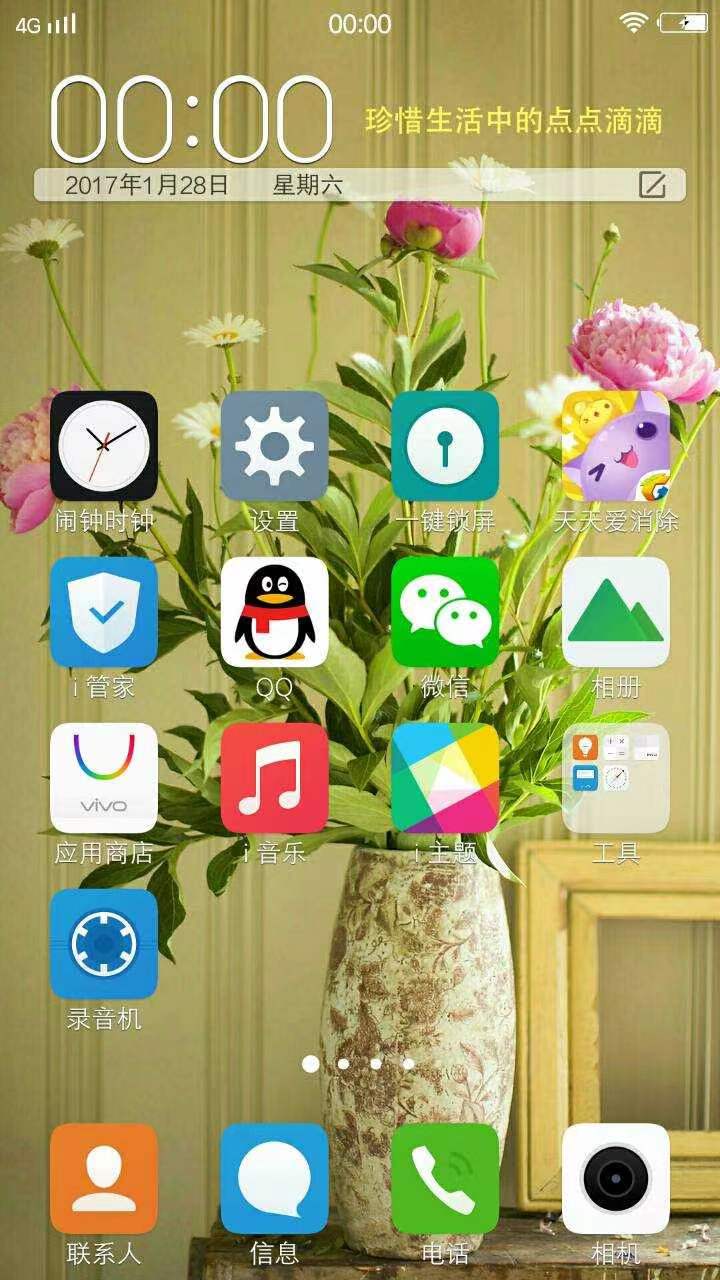 4G 00:00
00:00
珍惜生活中的点点滴滴
2017年1月28日 星期六
闹钟时钟 设置 一键锁屏 天天爱消除
i 管家 QQ 微信 相册
vivo
应用商店 i 音乐 i 主题 工具
录音机
联系人 信息 电话 相机